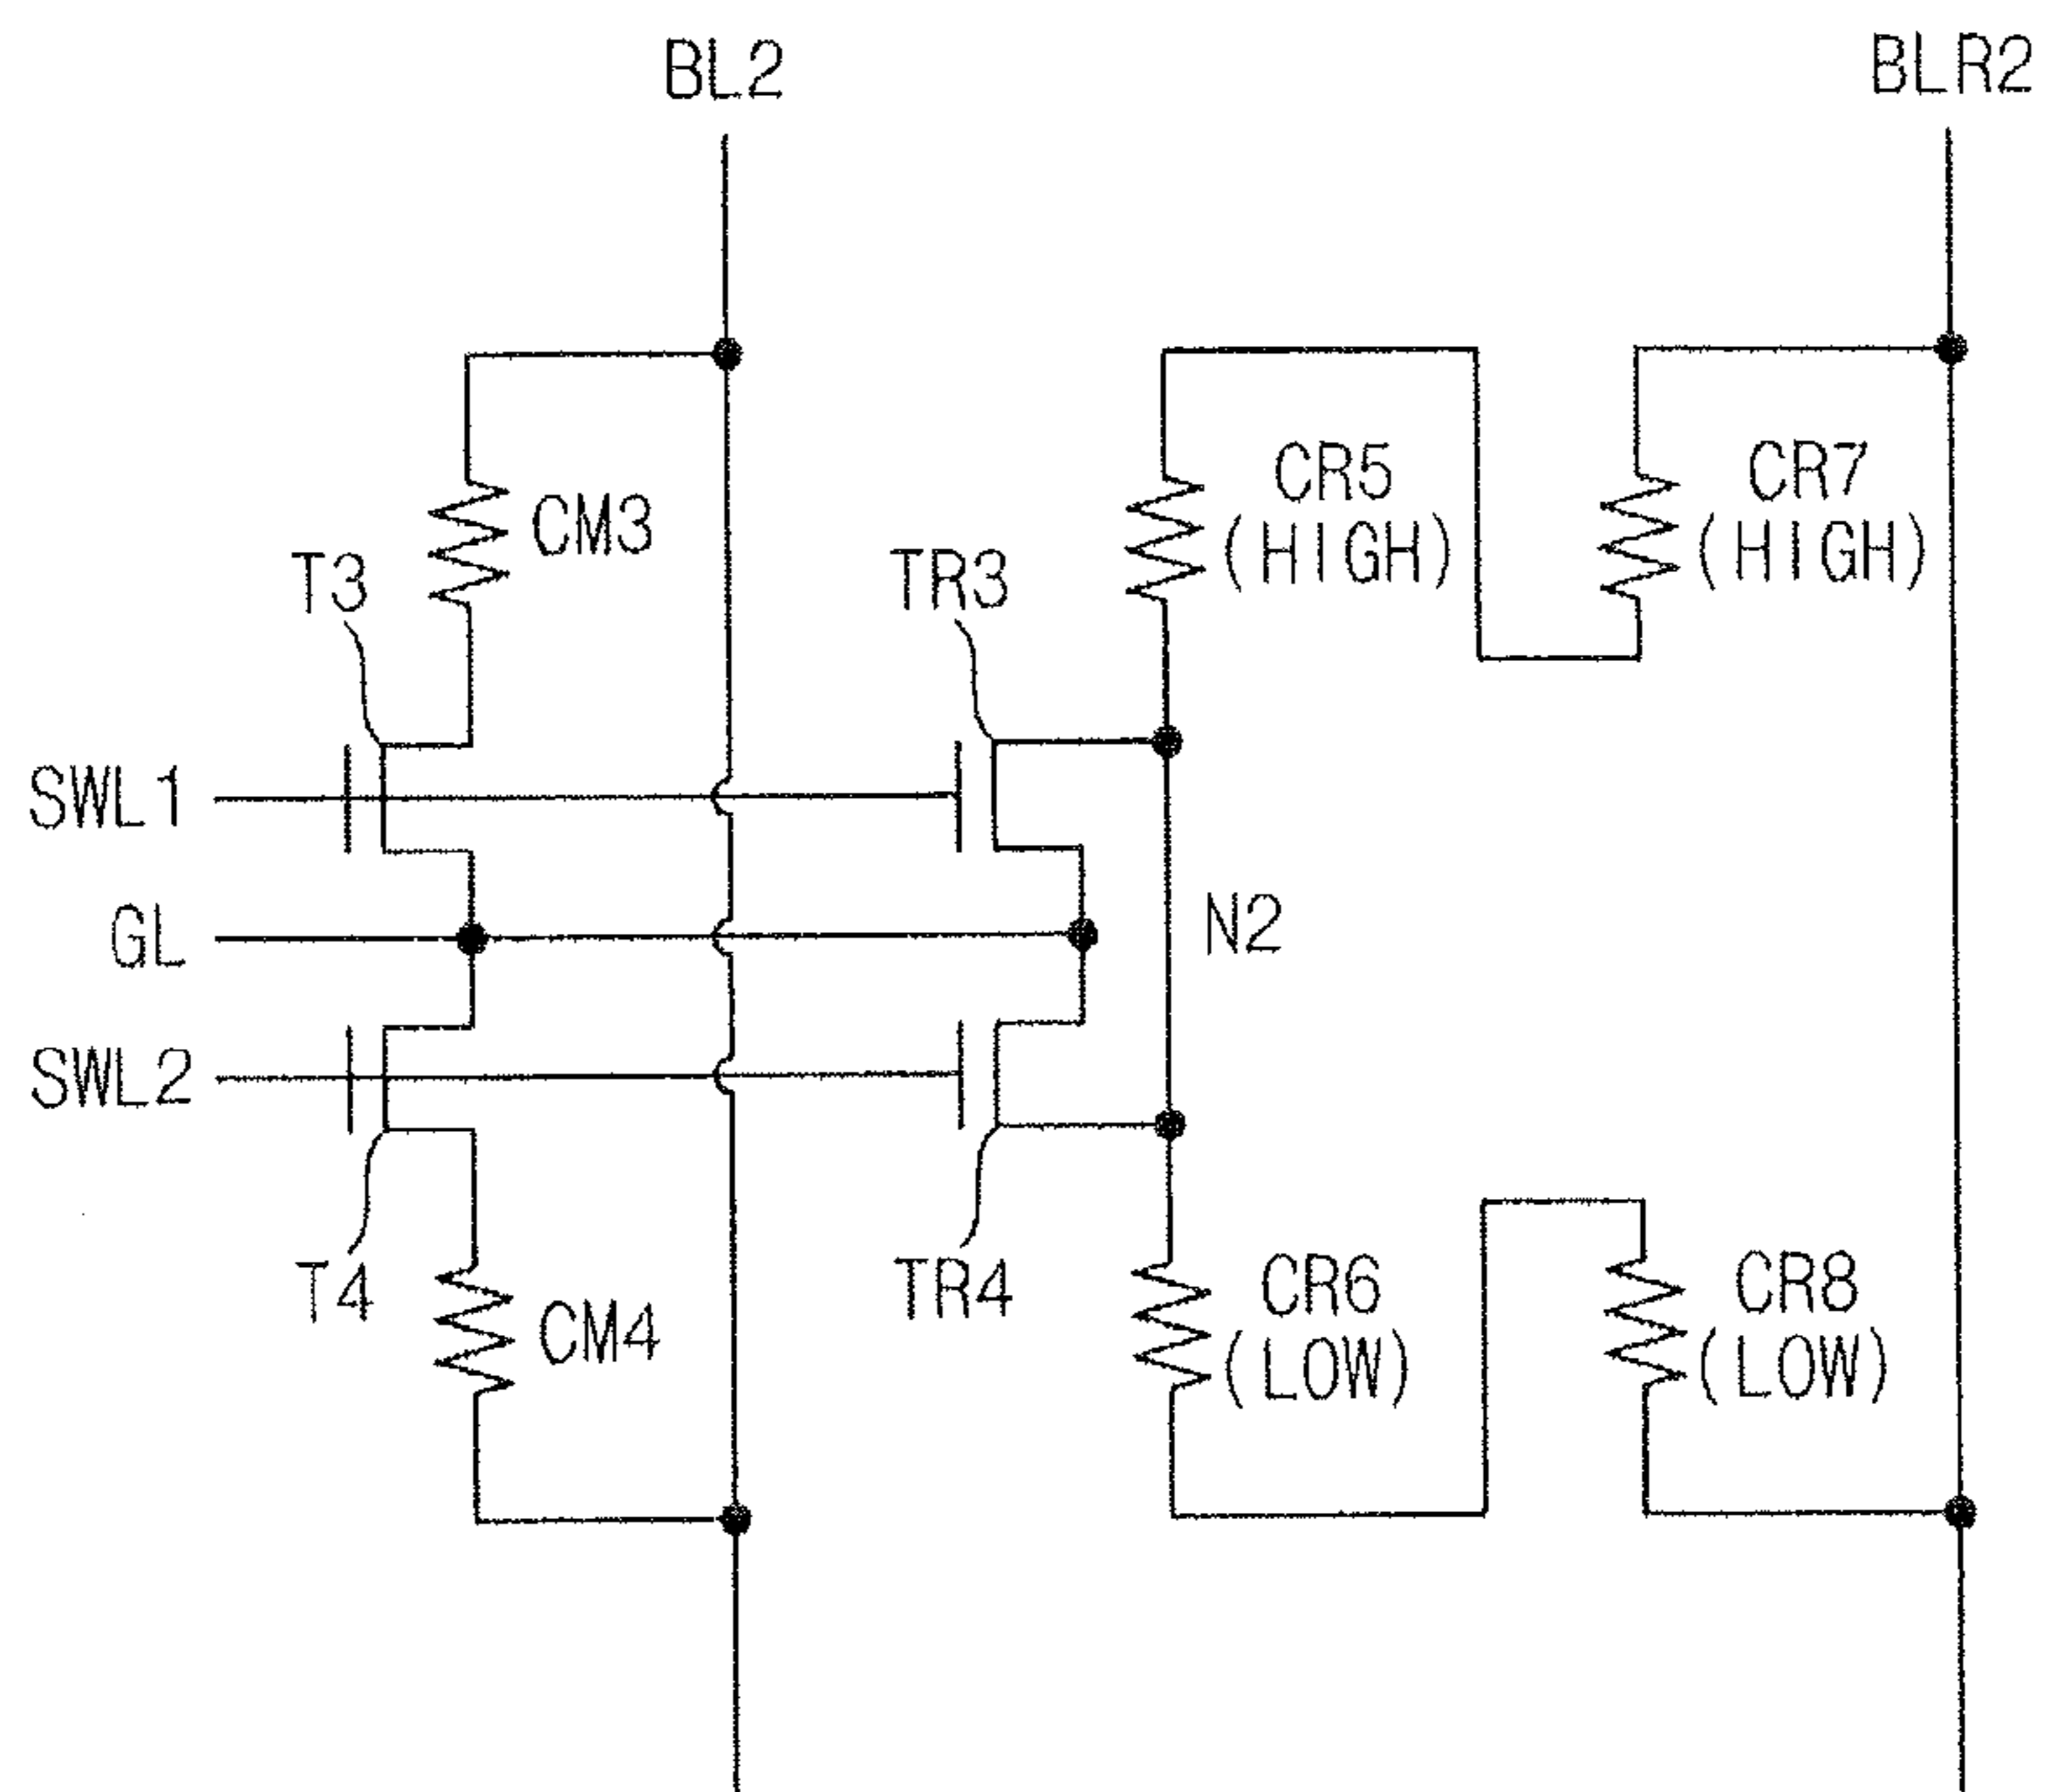 BL2
BLR2
CR5
(HIGH)
CR7
(HIGH)
CM3
T3
TR3
SWL1
GL
N2
SWL2
T4
CM4
TR4
CR6
(LOW)
CR8
(LOW)